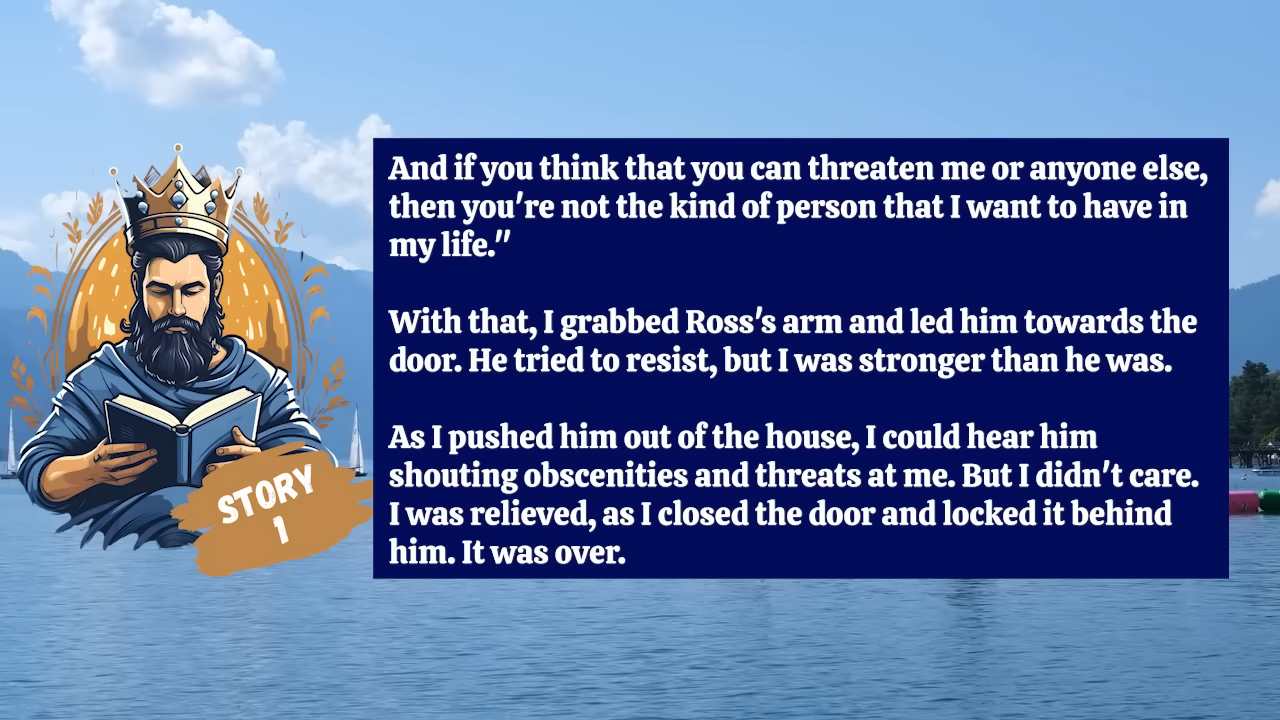 And if you think that you can threaten me or anyone else,
then you're not the kind of person that I want to have in
my life."
With that, I grabbed Ross's arm and led him towards the
door. He tried to resist, but I was stronger than he was.
As I pushed him out of the house, I could hear him
shouting obscenities and threats at me. But I didn't care.
I was relieved, as I closed the door and locked it behind
him. It was over.
STORY
1